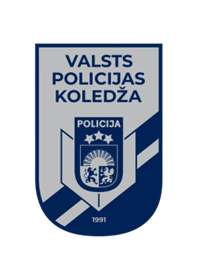 VALSTS
POLICIJAS
KOLEDŽA
POLICIJA
1991